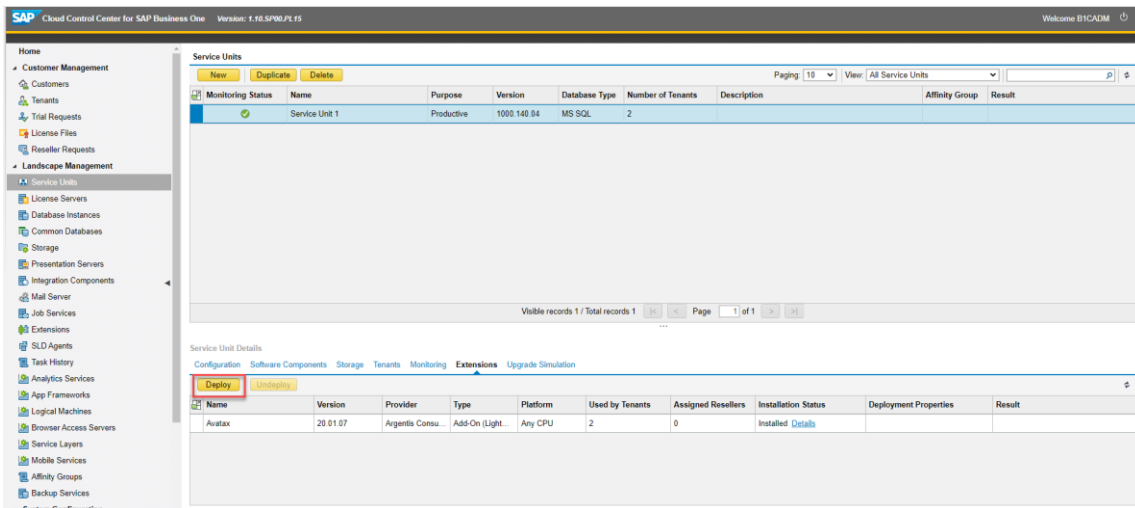 SAP Cloud Control Center for SAP Business One Version: 1.10.SP00.PL15 Welcome B1CADM
Home
Customer Management
Customers
Tenants
Trial Requests
License Files
Reseller Requests
Landscape Management
Service Units
License Servers
Database Instances
Common Databases
Storage
Presentation Servers
Integration Components
Mail Server
Job Services
Extensions
SLD Agents
Task History
Analytics Services
App Frameworks
Logical Machines
Browser Access Servers
Service Layers
Mobile Services
Affinity Groups
Backup Services
Service Units
New Duplicate Delete Paging: 10 View: All Service Units
Monitoring Status Name Purpose Version Database Type Number of Tenants Description Affinity Group Result
Service Unit 1 Productive 1000.140.04 MS SQL 2
Visible records 1 / Total records 1 |< < Page 1 of 1 > >|
...
Service Unit Details
Configuration Software Components Storage Tenants Monitoring Extensions Upgrade Simulation
Deploy Undeploy
Name Version Provider Type Platform Used by Tenants Assigned Resellers Installation Status Deployment Properties Result
Avatax 20.01.07 Argentis Consu... Add-On (Light... Any CPU 2 0 Installed Details